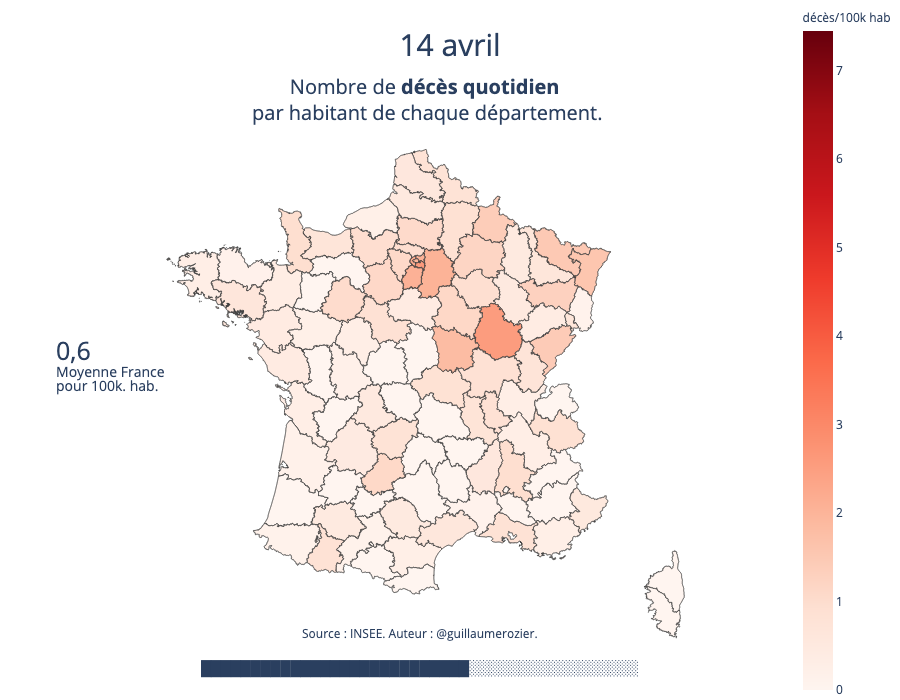 décès/100k hab
14 avril
Nombre de décès quotidien
par habitant de chaque département.
7
6
5
4
3
2
1
0
0,6
Moyenne France
pour 100k. hab.
Source : INSEE. Auteur : @guillaumerozier.